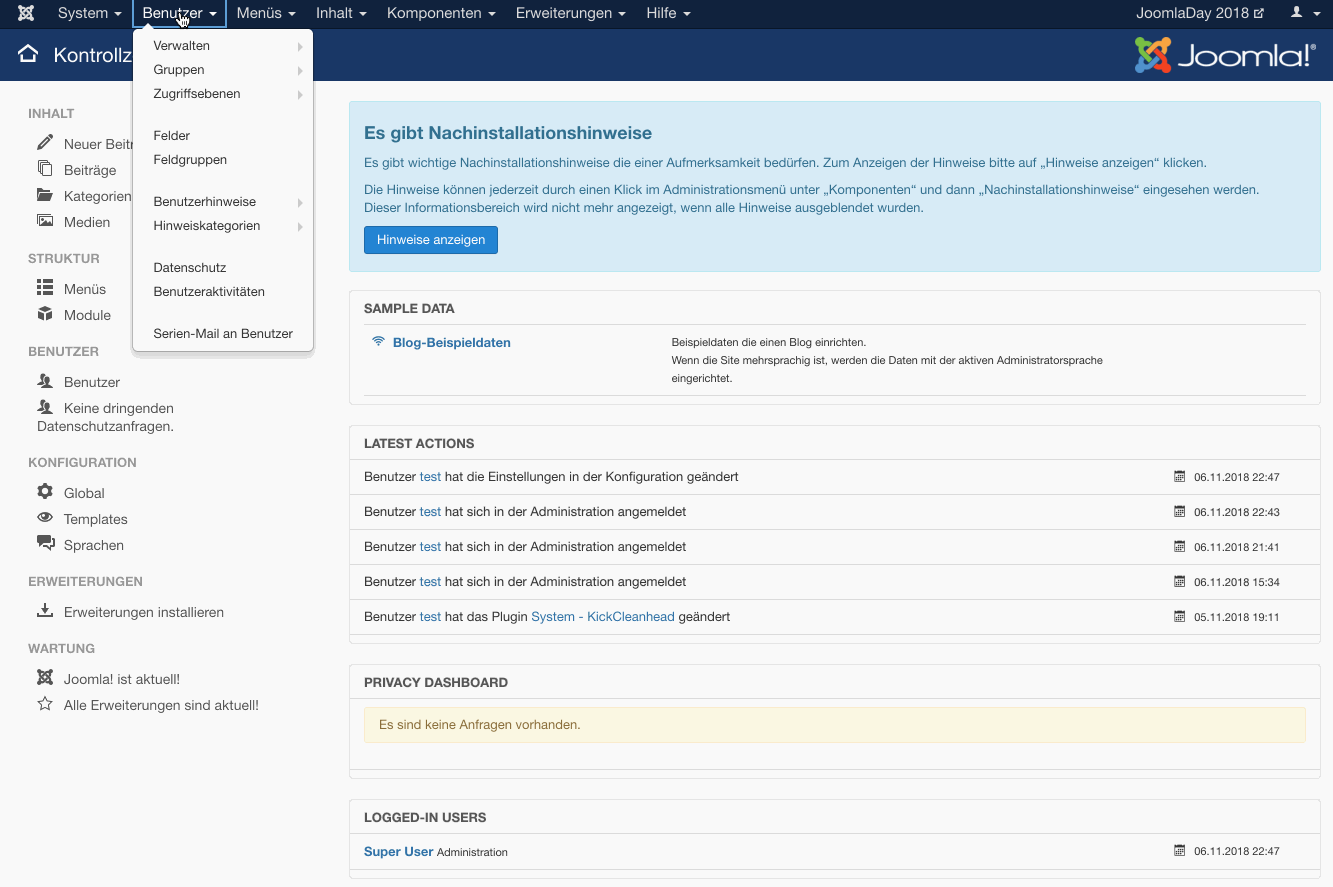 System Benutzer Menüs Inhalt Komponenten Erweiterungen Hilfe JoomlaDay 2018
Kontrollz
Joomla!®
Verwalten
Gruppen
Zugriffsebenen
Felder
Feldgruppen
Benutzerhinweise
Hinweiskategorien
Datenschutz
Benutzeraktivitäten
Serien-Mail an Benutzer
INHALT
Neuer Beitr
Beiträge
Kategorien
Medien
STRUKTUR
Menüs
Module
BENUTZER
Benutzer
Keine dringenden
Datenschutzanfragen.
KONFIGURATION
Global
Templates
Sprachen
ERWEITERUNGEN
Erweiterungen installieren
WARTUNG
Joomla! ist aktuell!
Alle Erweiterungen sind aktuell!
Es gibt Nachinstallationshinweise
Es gibt wichtige Nachinstallationshinweise die einer Aufmerksamkeit bedürfen. Zum Anzeigen der Hinweise bitte auf „Hinweise anzeigen“ klicken.
Die Hinweise können jederzeit durch einen Klick im Administrationsmenü unter „Komponenten“ und dann „Nachinstallationshinweise“ eingesehen werden.
Dieser Informationsbereich wird nicht mehr angezeigt, wenn alle Hinweise ausgeblendet wurden.
Hinweise anzeigen
SAMPLE DATA
Blog-Beispieldaten
Beispieldaten die einen Blog einrichten.
Wenn die Site mehrsprachig ist, werden die Daten mit der aktiven Administratorsprache
eingerichtet.
LATEST ACTIONS
Benutzer test hat die Einstellungen in der Konfiguration geändert 06.11.2018 22:47
Benutzer test hat sich in der Administration angemeldet 06.11.2018 22:43
Benutzer test hat sich in der Administration angemeldet 06.11.2018 21:41
Benutzer test hat sich in der Administration angemeldet 06.11.2018 15:34
Benutzer test hat das Plugin System - KickCleanhead geändert 05.11.2018 19:11
PRIVACY DASHBOARD
Es sind keine Anfragen vorhanden.
LOGGED-IN USERS
Super User Administration 06.11.2018 22:47